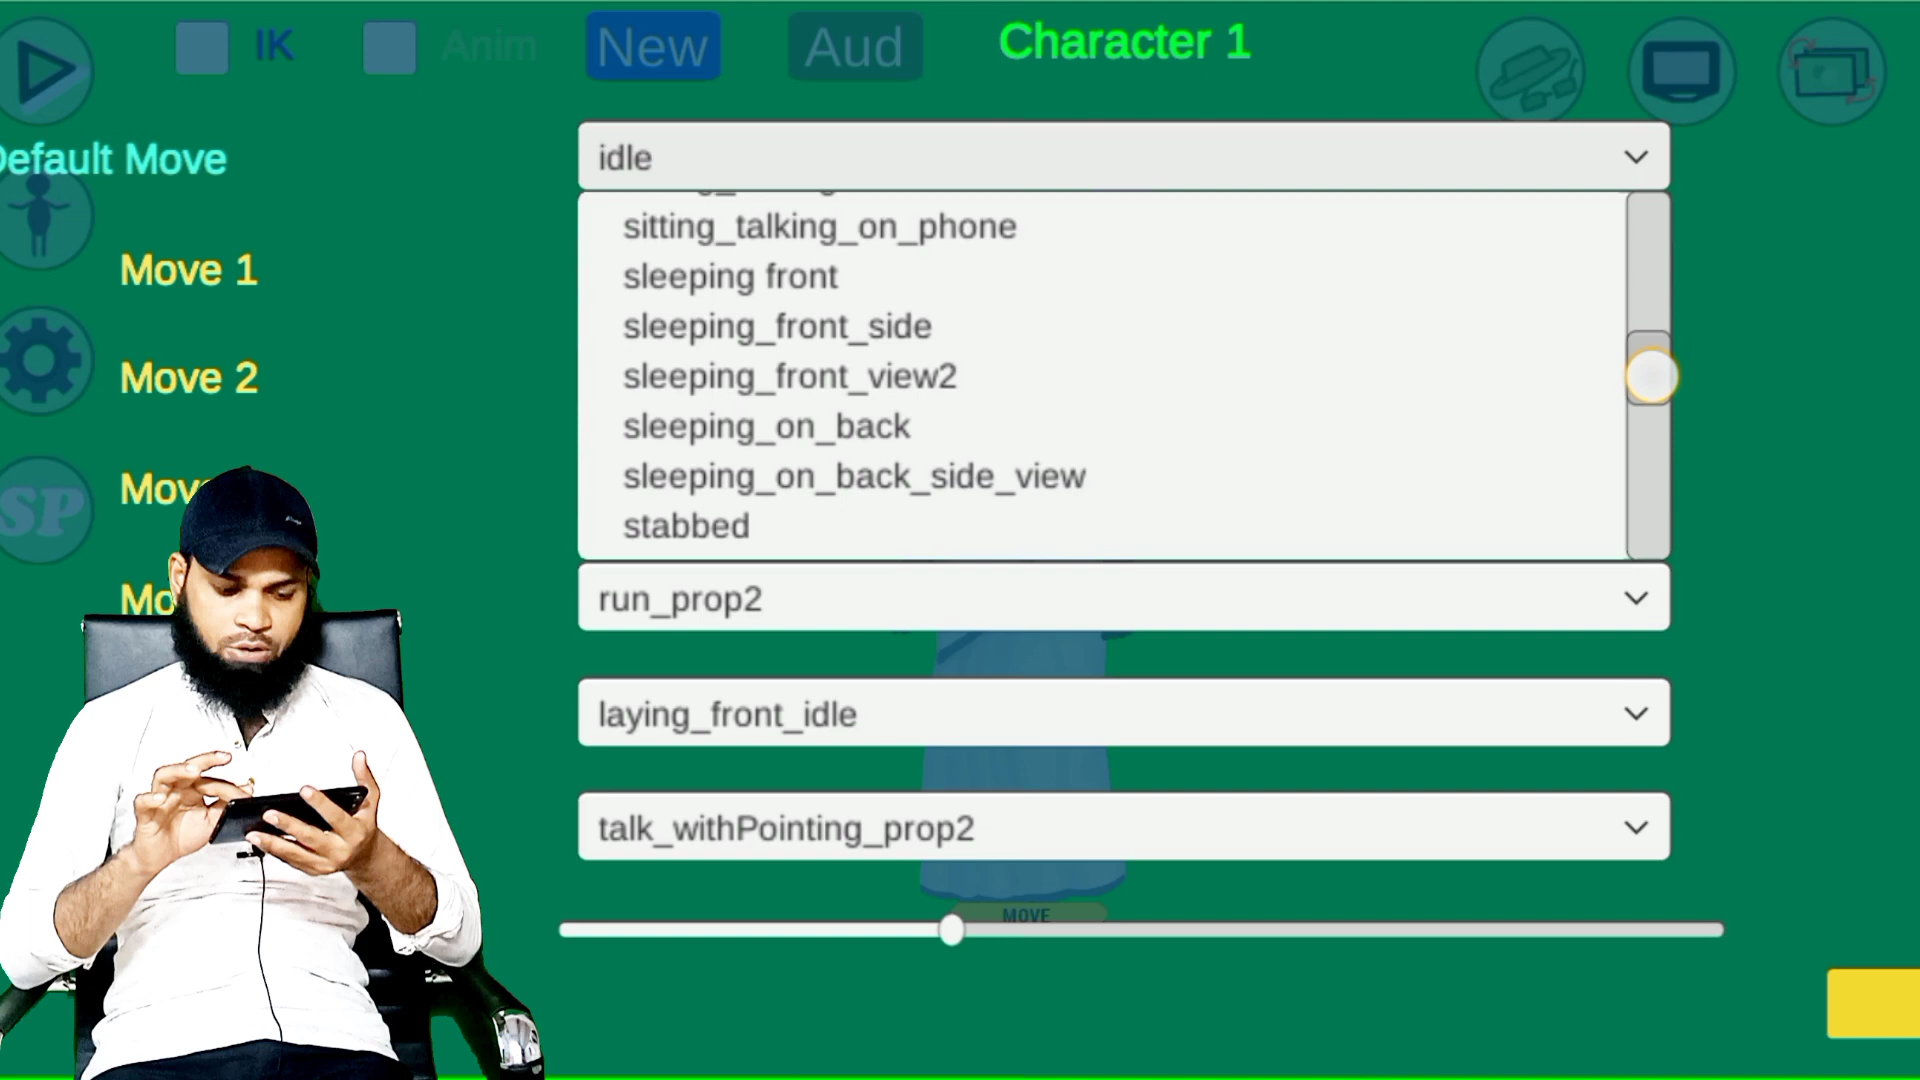 IK
Anim
New
Aud
Character 1
Default Move
idle
sitting_talking_on_phone
sleeping front
Move 1
sleeping_front_side
Move 2
sleeping_front_view2
sleeping_on_back
sleeping_on_back_side_view
SP
stabbed
run_prop2
laying_front_idle
talk_withPointing_prop2
MOVE